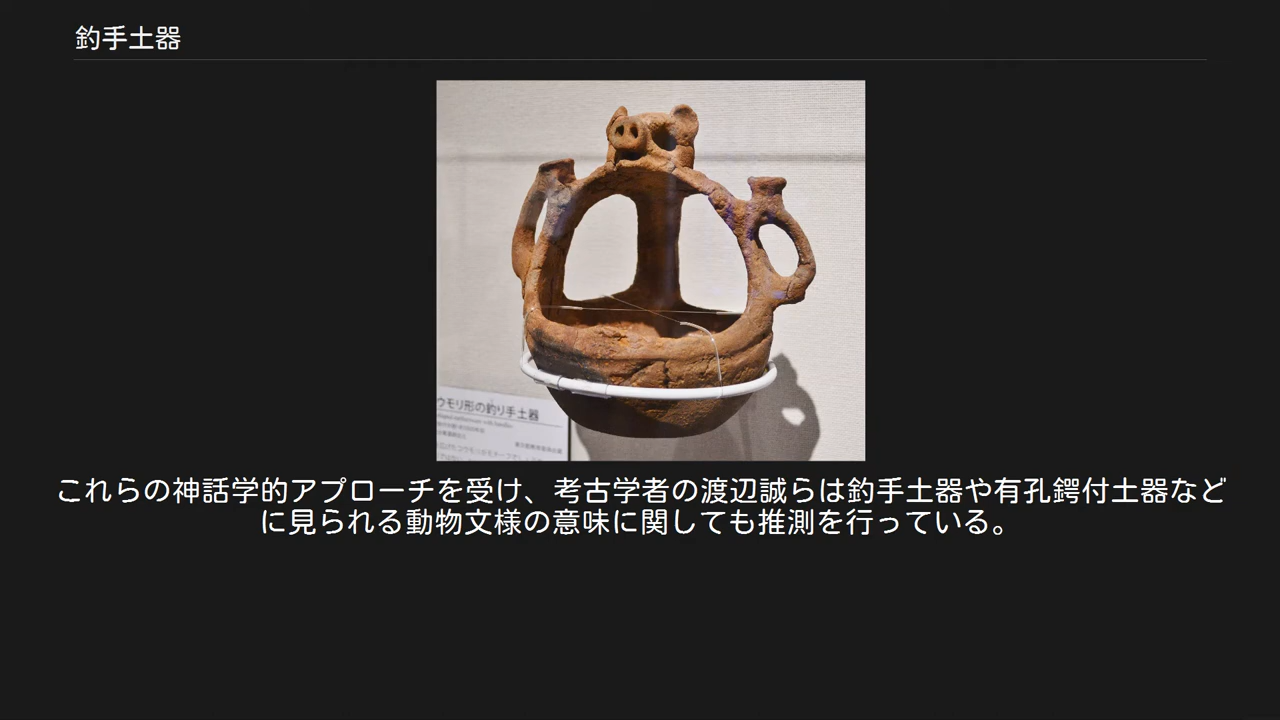 釣手土器
ウモリ形の釣り手土器
これらの神話学的アプローチを受け、考古学者の渡辺誠らは釣手土器や有孔鍔付土器など
に見られる動物文様の意味に関しても推測を行っている。